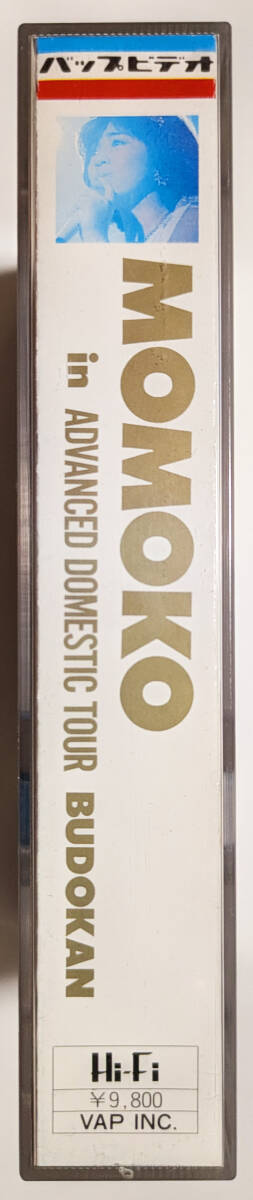 バップビデオ
MOMOKO
in ADVANCED DOMESTIC TOUR BUDOKAN
Hi-Fi
¥9,800
VAP INC.